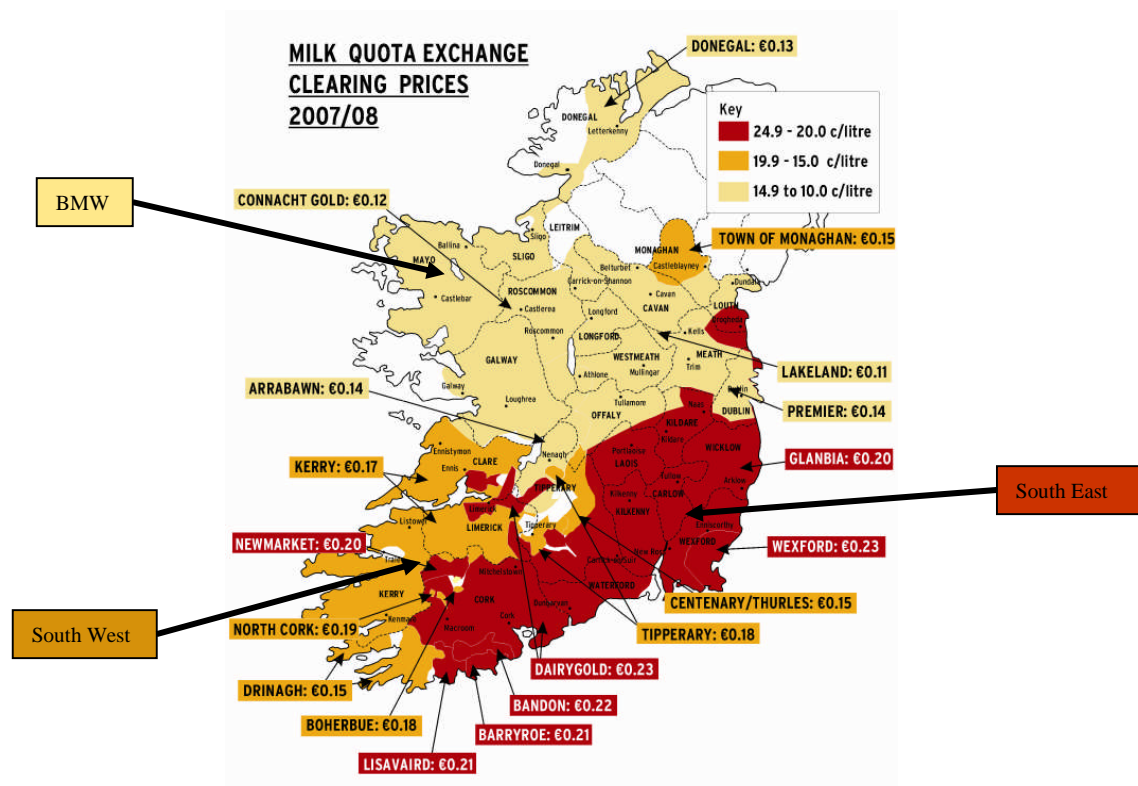 MILK QUOTA EXCHANGE
CLEARING PRICES
2007/08
DONEGAL: €0.13
Key
24.9 - 20.0 c/litre
19.9 - 15.0 c/litre
14.9 to 10.0 c/litre
DONEGAL
Letterkenny
Donegal
BMW
CONNACHT GOLD: €0.12
LEITRIM
Sligo
TOWN OF MONAGHAN: €0.15
MONAGHAN
Ballina
MAYO
SLIGO
Belturbet
Castleblayney
Carrick-on-Shannon
Dundalk
ROSCOMMON
Cavan
CAVAN
LOUTH
Castlebar
Castlerea
Longford
Drogheda
Roscommon
LONGFORD
Kells
GALWAY
WESTMEATH
MEATH
Mullingar
Trim
LAKELAND: €0.11
Athlone
ARRABAWN: €0.14
Galway
Dublin
Loughrea
Tullamore
Naas
OFFALY
DUBLIN
PREMIER: €0.14
KILDARE
Kildare
Ennistymon
WICKLOW
Nenagh
Portlaoise
CLARE
LAOIS
GLANBIA: €0.20
KERRY: €0.17
Ennis
Tullow
Arklow
TIPPERARY
CARLOW
South East
Kilkenny
Limerick
KILKENNY
Listowel
LIMERICK
Tipperary
Enniscorthy
NEWMARKET: €0.20
WEXFORD
WEXFORD: €0.23
New Ross
Tralee
Carrick-on-Suir
Mitchelstown
WATERFORD
KERRY
CORK
CENTENARY/THURLES: €0.15
Dungarvan
South West
NORTH CORK: €0.19
Kenmare
Macroom
Cork
TIPPERARY: €0.18
DAIRYGOLD: €0.23
DRINAGH: €0.15
BANDON: €0.22
BOHERBUE: €0.18
BARRYROE: €0.21
LISAVAIRD: €0.21